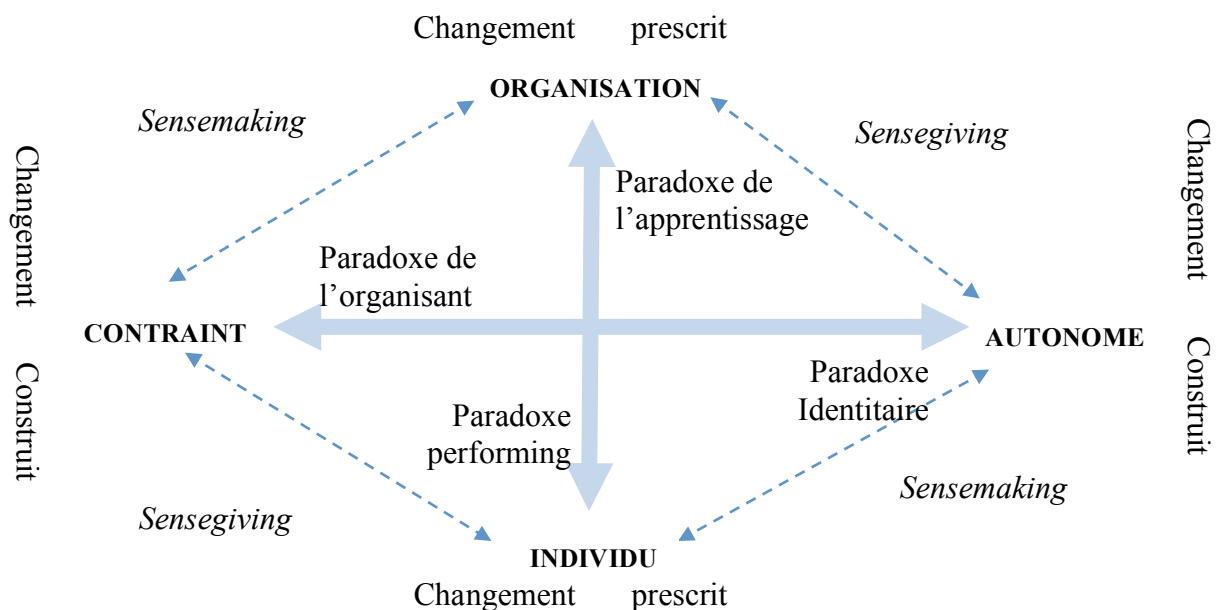 Changement prescrit
ORGANISATION
Sensemaking
Sensegiving
Changement
Changement
Paradoxe de
l’apprentissage
Paradoxe de
l’organisant
CONTRAINT
AUTONOME
Construit
Construit
Paradoxe
Identitaire
Paradoxe
performing
Sensemaking
Sensegiving
INDIVIDU
Changement prescrit